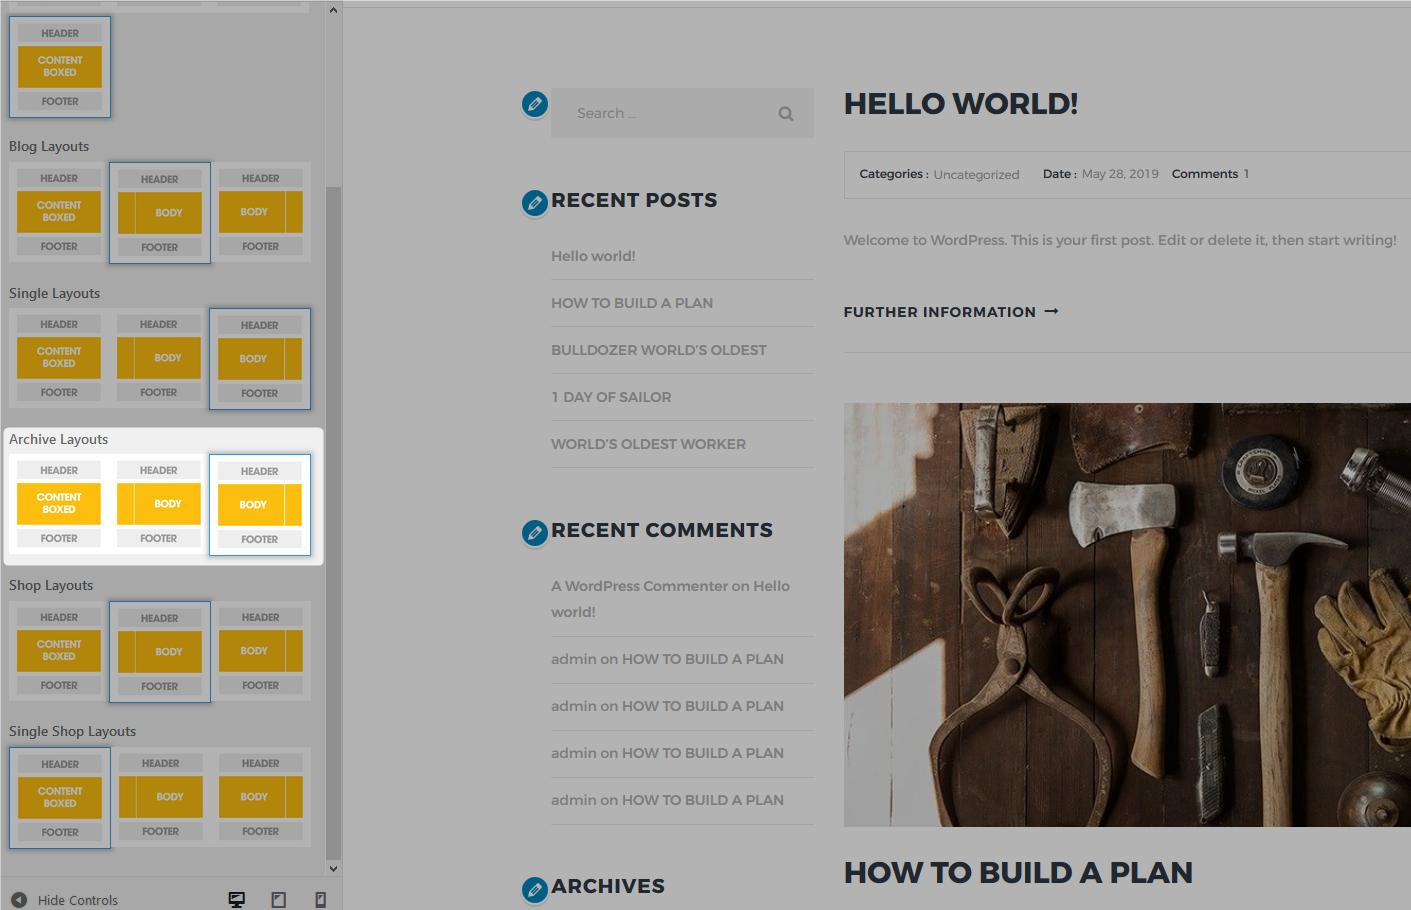 HEADER
CONTENT
BOXED
FOOTER
Blog Layouts
HEADER
CONTENT
BOXED
FOOTER
HEADER
BODY
FOOTER
HEADER
BODY
FOOTER
Single Layouts
HEADER
CONTENT
BOXED
FOOTER
HEADER
BODY
FOOTER
HEADER
BODY
FOOTER
Archive Layouts
HEADER
CONTENT
BOXED
FOOTER
HEADER
BODY
FOOTER
HEADER
BODY
FOOTER
Shop Layouts
HEADER
CONTENT
BOXED
FOOTER
HEADER
BODY
FOOTER
HEADER
BODY
FOOTER
Single Shop Layouts
HEADER
CONTENT
BOXED
FOOTER
HEADER
BODY
FOOTER
HEADER
BODY
FOOTER
Hide Controls
Search ...
RECENT POSTS
Hello world!
HOW TO BUILD A PLAN
BULLDOZER WORLD'S OLDEST
1 DAY OF SAILOR
WORLD'S OLDEST WORKER
RECENT COMMENTS
A WordPress Commenter on Hello
world!
admin on HOW TO BUILD A PLAN
admin on HOW TO BUILD A PLAN
admin on HOW TO BUILD A PLAN
admin on HOW TO BUILD A PLAN
ARCHIVES
HELLO WORLD!
Categories : Uncategorized Date : May 28, 2019 Comments 1
Welcome to WordPress. This is your first post. Edit or delete it, then start writing!
FURTHER INFORMATION →
HOW TO BUILD A PLAN